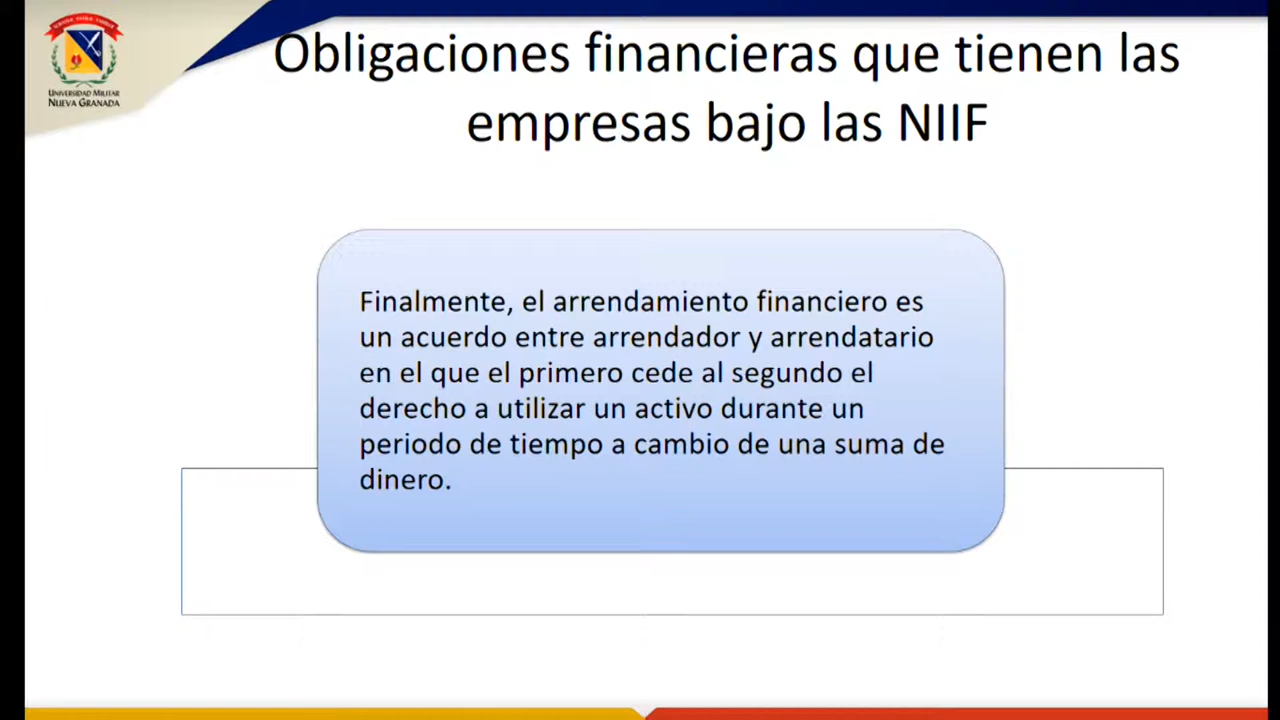 UNIVERSIDAD MILITAR
NUEVA GRANADA
Obligaciones financieras que tienen las
empresas bajo las NIIF
Finalmente, el arrendamiento financiero es
un acuerdo entre arrendador y arrendatario
en el que el primero cede al segundo el
derecho a utilizar un activo durante un
periodo de tiempo a cambio de una suma de
dinero.